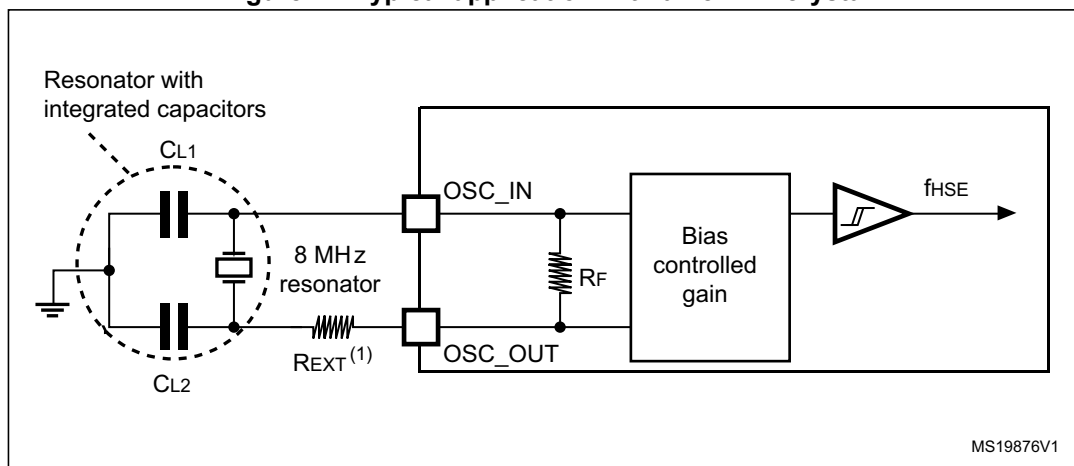 Resonator with
integrated capacitors
CL1
OSC_IN
fHSE
8 MHz
resonator
RF
Bias
controlled
gain
REXT (1)
OSC_OUT
CL2
MS19876V1